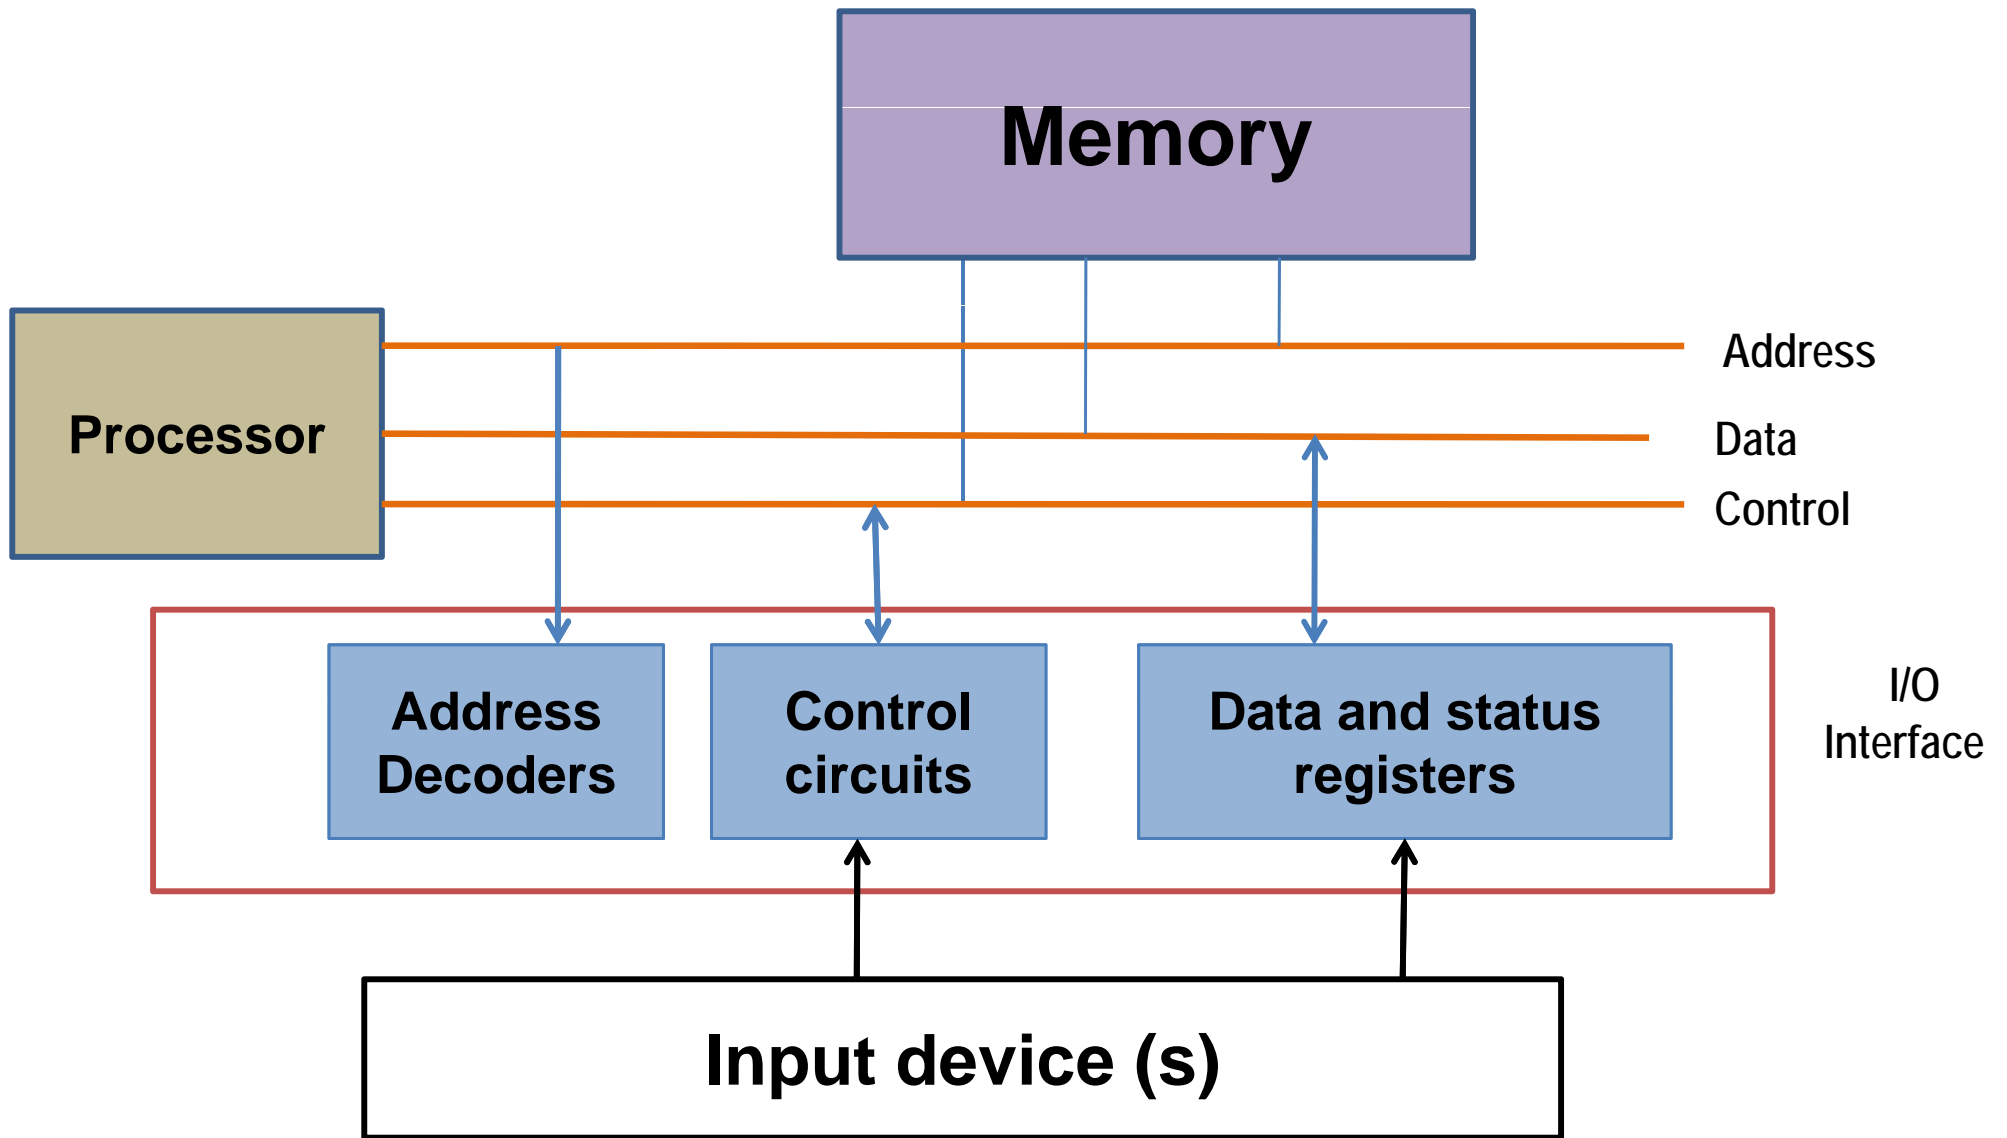 Memory
Address
Processor
Data
Control
Address
Decoders
Control
circuits
Data and status
registers
I/O
Interface
Input device (s)